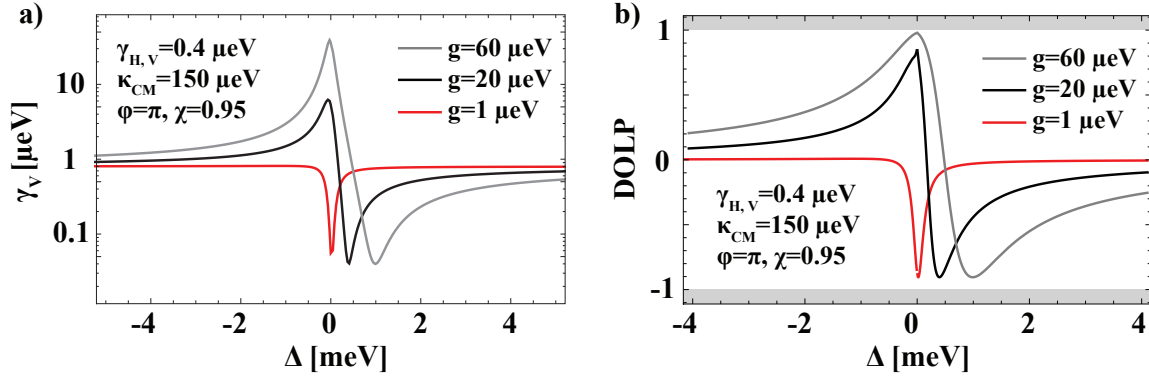 a)
γH, V=0.4 μeV
κCM=150 μeV
φ=π, χ=0.95
g=60 μeV
g=20 μeV
g=1 μeV
10
1
0.1
γV [μeV]
-4
-2
0
2
4
Δ [meV]
b)
1
0
-1
DOLP
g=60 μeV
g=20 μeV
g=1 μeV
γH, V=0.4 μeV
κCM=150 μeV
φ=π, χ=0.95
-4
-2
0
2
4
Δ [meV]